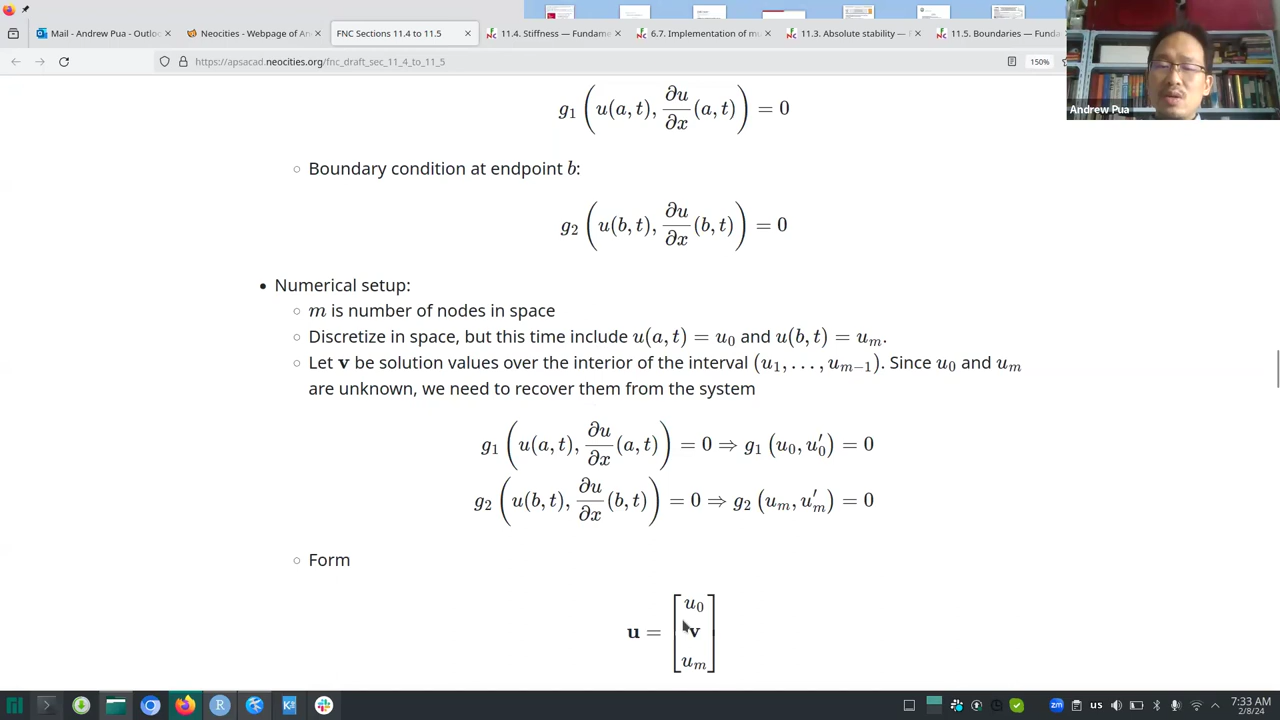 Mail - Andrew Pua - Outloo
Neocities - Webpage of An
FNC Sections 11.4 to 11.5
11.4. Stiffness — Fundame
6.7. Implementation of mu
11.3. Absolute stability — F
11.5. Boundaries — Funda
https://apsacad.neocities.org/fnc_draft_sec_11_4_to_11_5
150%
Andrew Pua
g₁ ( u(a, t), ∂u/∂x (a, t) ) = 0
Boundary condition at endpoint b:
g₂ ( u(b, t), ∂u/∂x (b, t) ) = 0
Numerical setup:
m is number of nodes in space
Discretize in space, but this time include u(a, t) = u₀ and u(b, t) = uₘ.
Let v be solution values over the interior of the interval (u₁, . . . , uₘ₋₁). Since u₀ and uₘ
are unknown, we need to recover them from the system
g₁ ( u(a, t), ∂u/∂x (a, t) ) = 0 ⇒ g₁ (u₀, u₀′) = 0
g₂ ( u(b, t), ∂u/∂x (b, t) ) = 0 ⇒ g₂ (uₘ, uₘ′) = 0
Form
u₀
u = v
uₘ
us
zm
7:33 AM
2/8/24